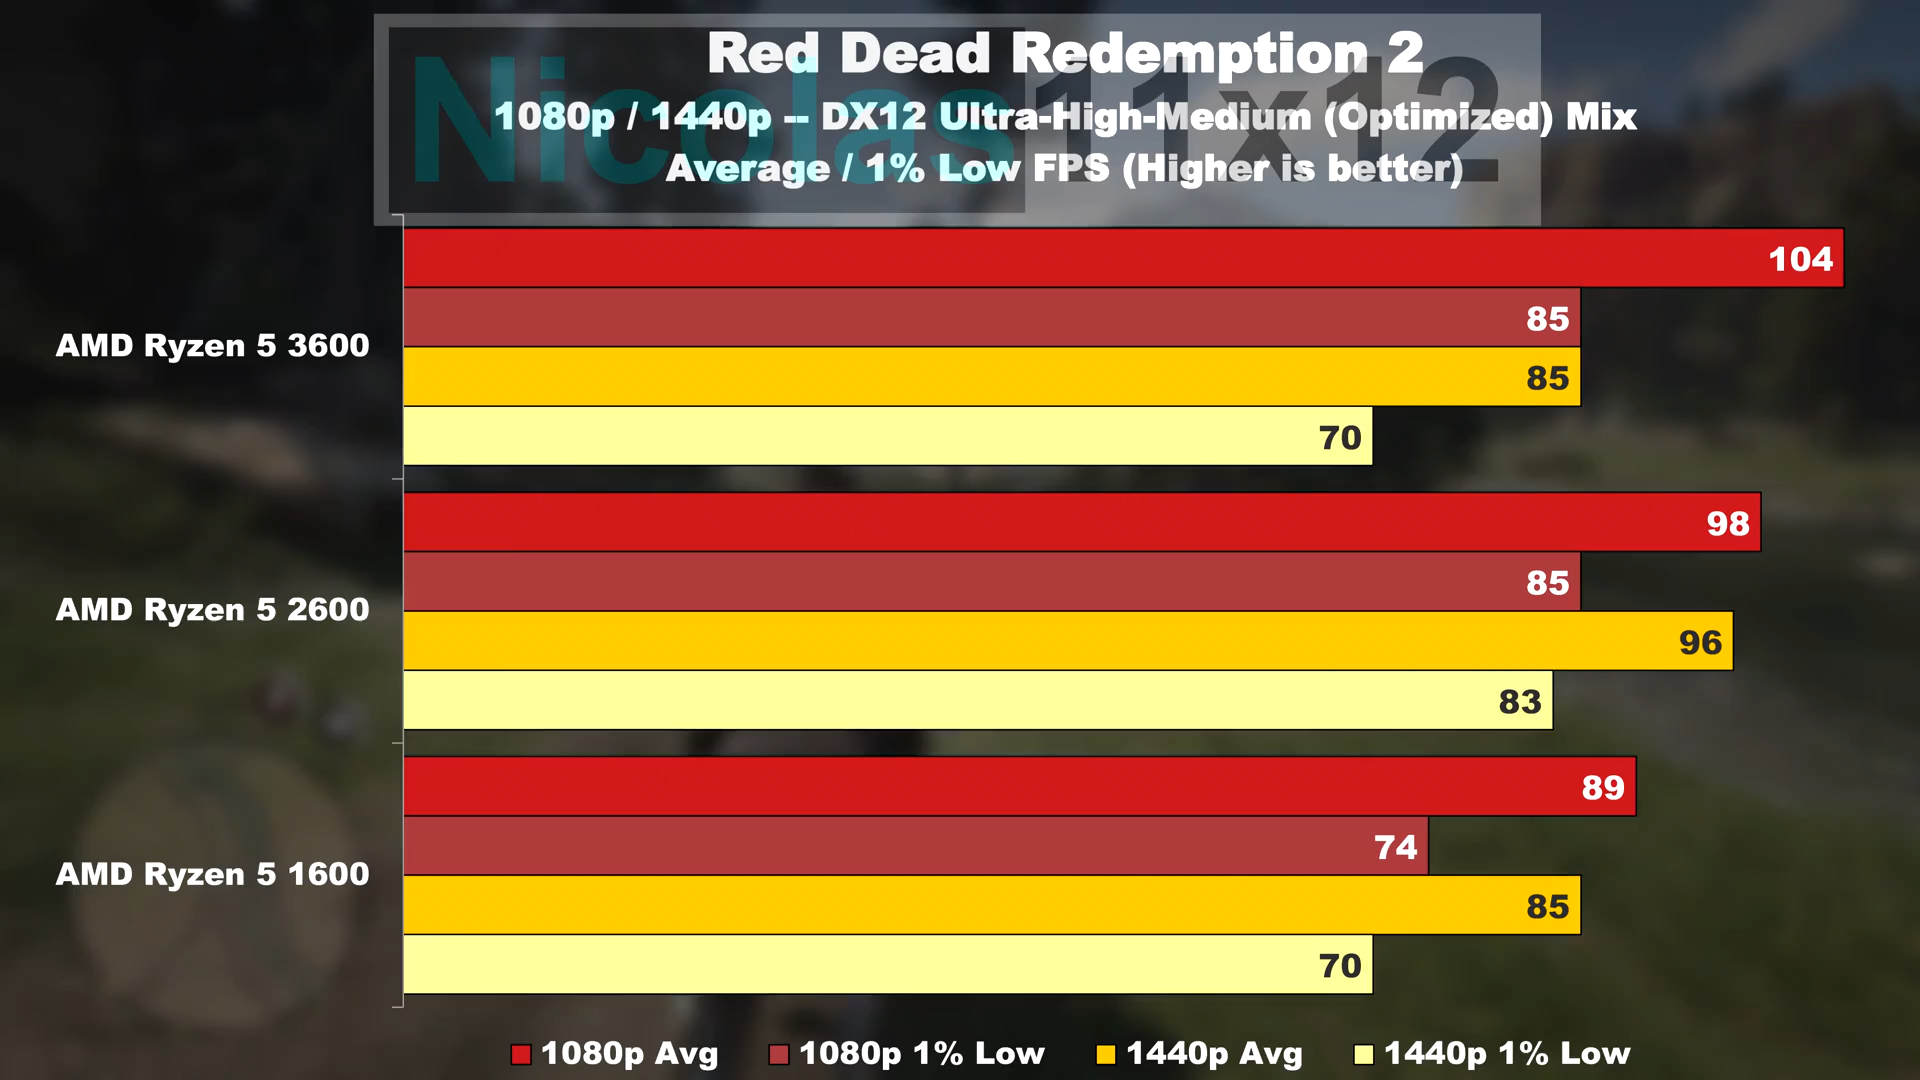 Nicolas11x12
Red Dead Redemption 2
1080p / 1440p -- DX12 Ultra-High-Medium (Optimized) Mix
Average / 1% Low FPS (Higher is better)
AMD Ryzen 5 3600
104
85
85
70
AMD Ryzen 5 2600
98
85
96
83
AMD Ryzen 5 1600
89
74
85
70
1080p Avg 1080p 1% Low 1440p Avg 1440p 1% Low